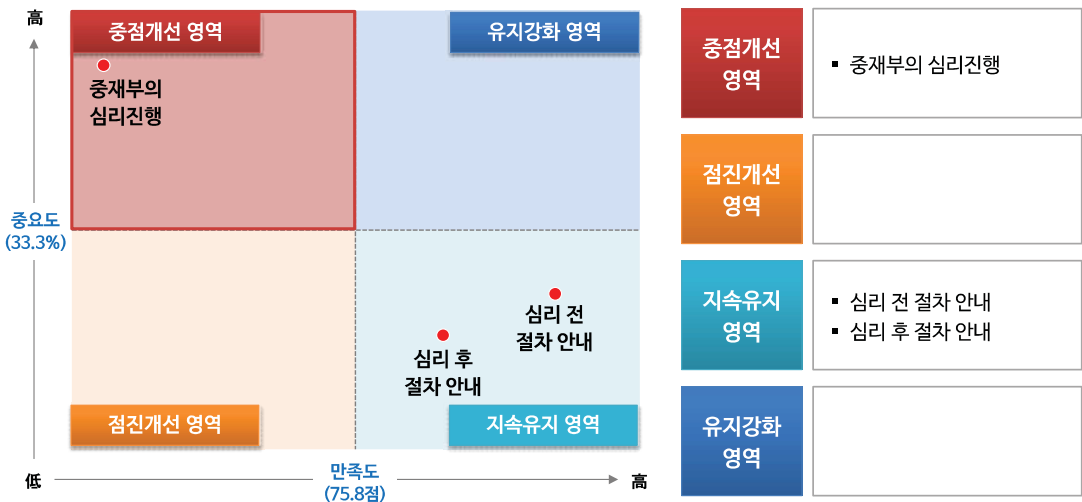 高
중점개선 영역
유지강화 영역
중재부의
심리진행
중요도
(33.3%)
심리 전
절차 안내
심리 후
절차 안내
점진개선 영역
지속유지 영역
低
만족도
(75.8점)
高
중점개선
영역
▪ 중재부의 심리진행
점진개선
영역
지속유지
영역
▪ 심리 전 절차 안내
▪ 심리 후 절차 안내
유지강화
영역